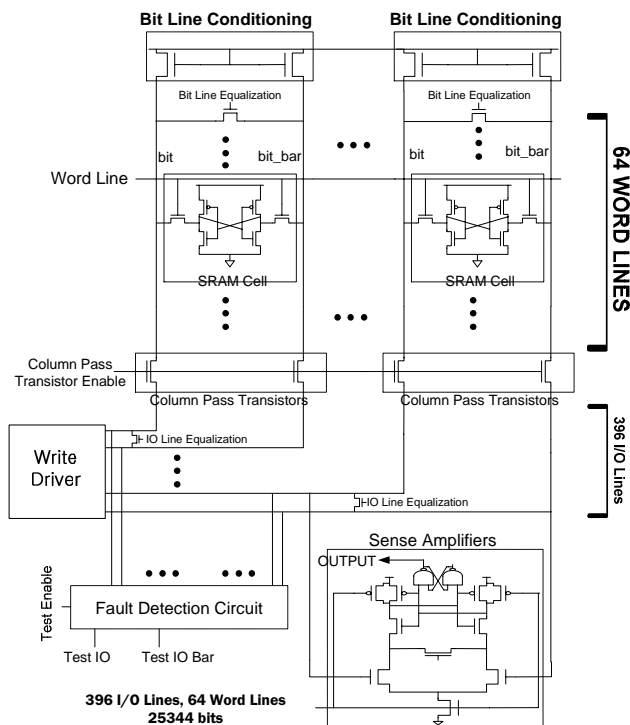 Bit Line Conditioning
Bit Line Conditioning
Bit Line Equalization
Bit Line Equalization
bit
bit_bar
bit
bit_bar
Word Line
SRAM Cell
SRAM Cell
64 WORD LINES
Column Pass
Transistor Enable
Column Pass Transistors
Column Pass Transistors
396 I/O Lines
Write
Driver
IO Line Equalization
IO Line Equalization
Sense Amplifiers
OUTPUT
Test Enable
Fault Detection Circuit
Test IO
Test IO Bar
396 I/O Lines, 64 Word Lines
25344 bits